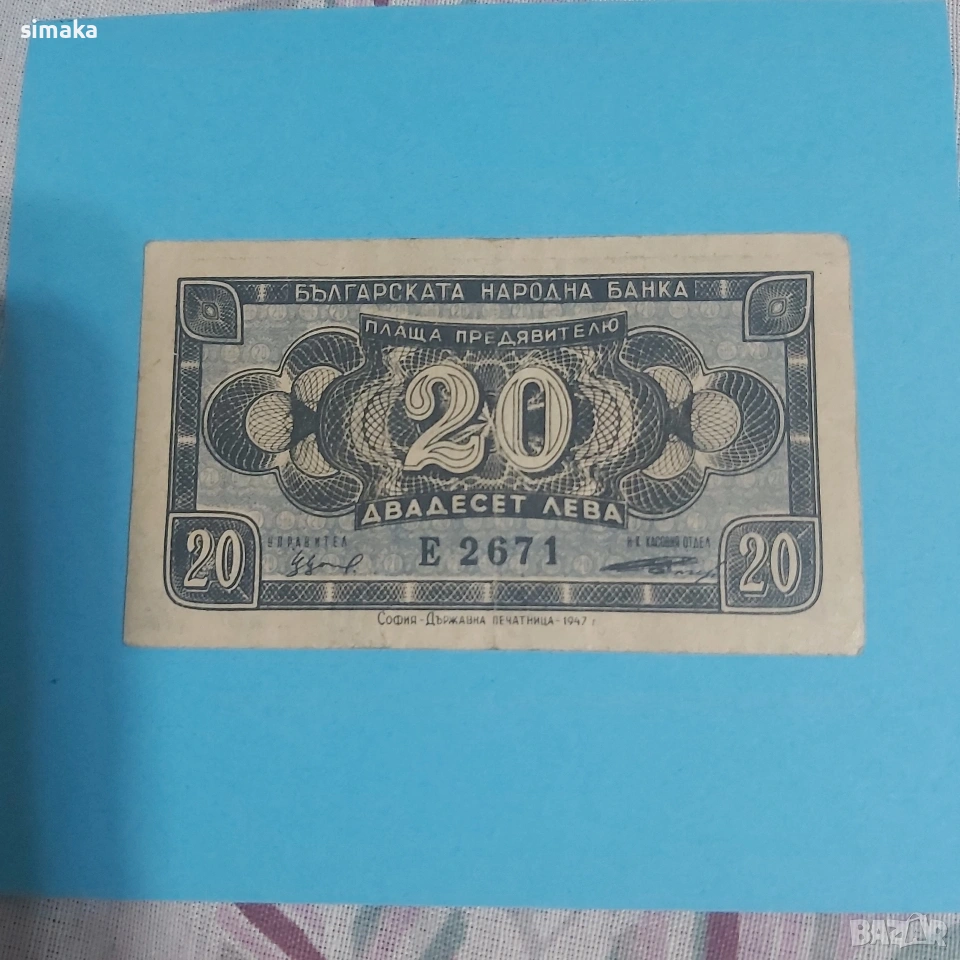 simaka
БЪЛГАРСКАТА НАРОДНА БАНКА
ПЛАЩА ПРЕДЯВИТЕЛЮ
20
ДВАДЕСЕТ ЛЕВА
УПРАВИТЕЛ
Н-К КАСОВИЯ ОТДЕЛ
20
Е 2671
20
СОФИЯ - ДЪРЖАВНА ПЕЧАТНИЦА - 1947 г
BAZAR